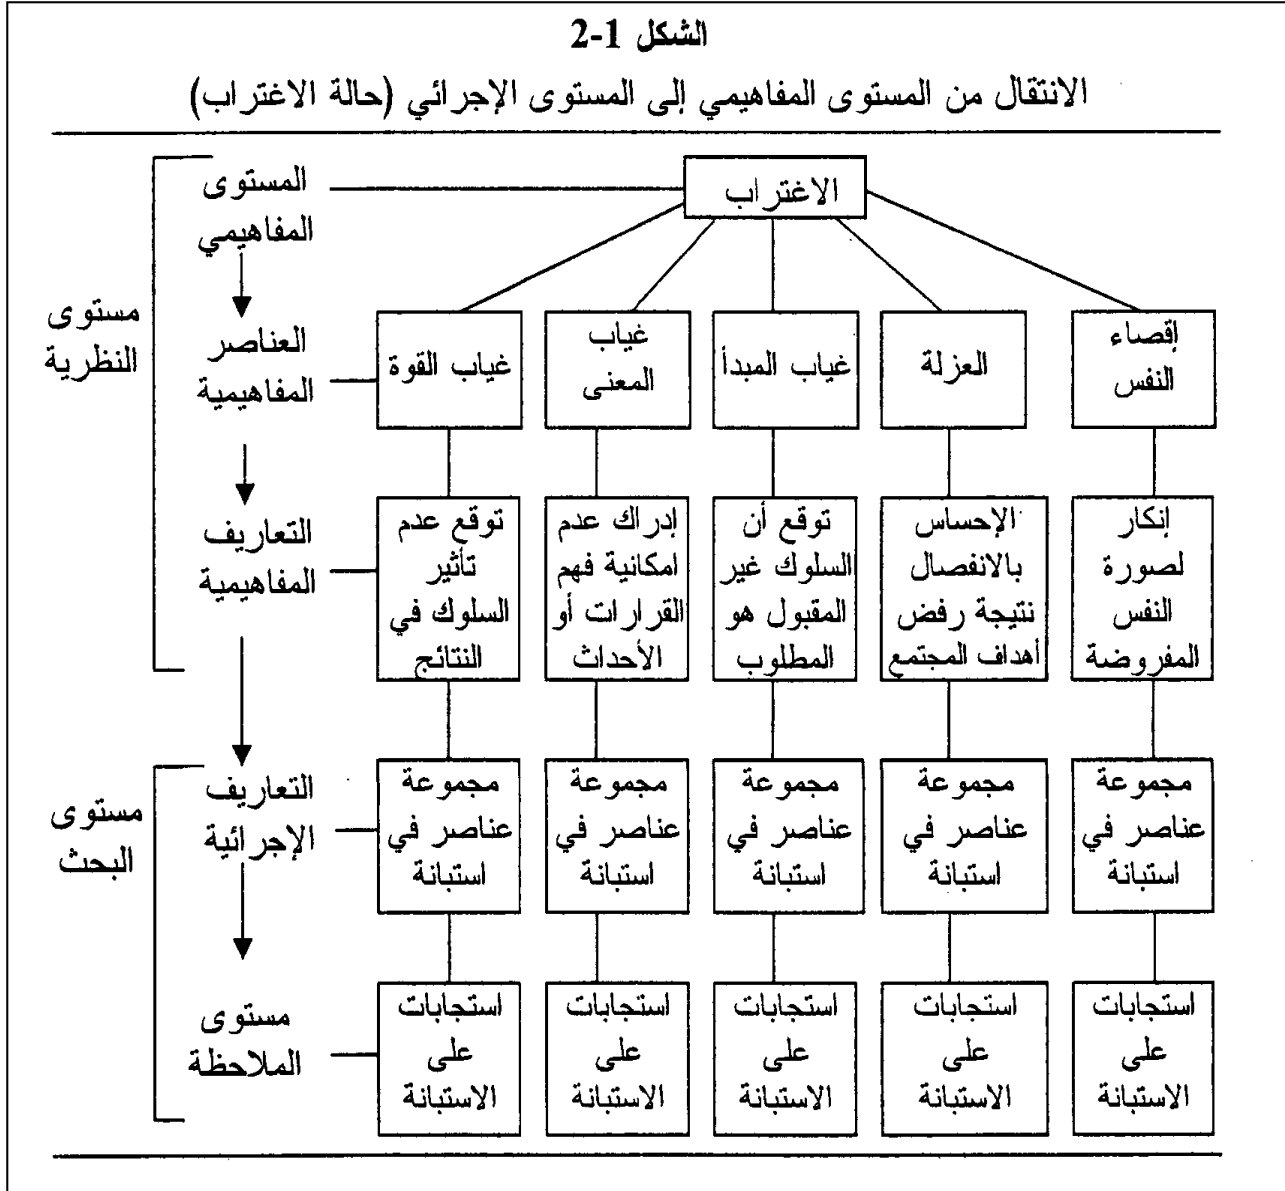 الشكل 1-2
الانتقال من المستوى المفاهيمي إلى المستوى الإجرائي (حالة الاغتراب)
مستوى
النظرية
المستوى
المفاهيمي
الاغتراب
العناصر
المفاهيمية
إقصاء
النفس
العزلة
غياب المبدأ
غياب
المعنى
غياب القوة
التعاريف
المفاهيمية
إنكار
لصورة
النفس
المفروضة
الإحساس
بالانفصال
نتيجة رفض
أهداف المجتمع
توقع أن
السلوك غير
المقبول هو
المطلوب
إدراك عدم
امكانية فهم
القرارات أو
الأحداث
توقع عدم
تأثير
السلوك في
النتائج
مستوى
البحث
التعاريف
الإجرائية
مجموعة
عناصر في
استبانة
مجموعة
عناصر في
استبانة
مجموعة
عناصر في
استبانة
مجموعة
عناصر في
استبانة
مجموعة
عناصر في
استبانة
مستوى
الملاحظة
استجابات
على
الاستبانة
استجابات
على
الاستبانة
استجابات
على
الاستبانة
استجابات
على
الاستبانة
استجابات
على
الاستبانة